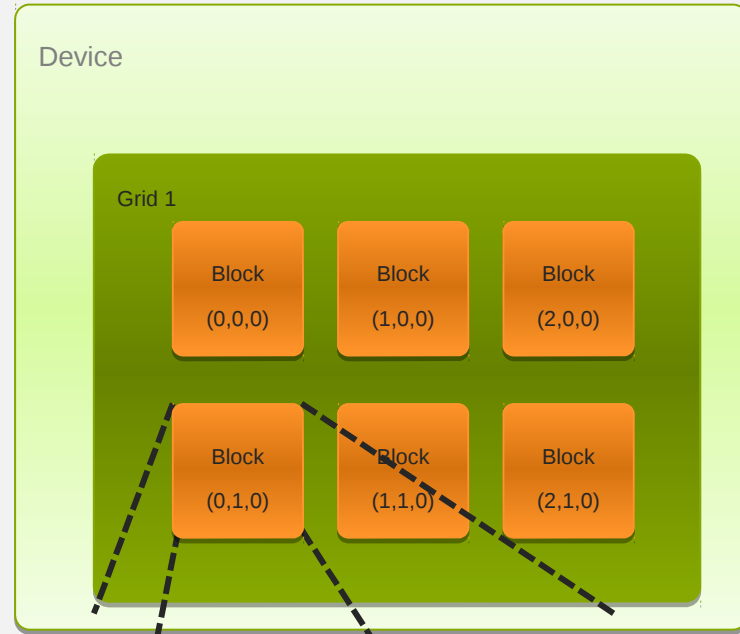 Device
Grid 1
Block
(0,0,0)
Block
(1,0,0)
Block
(2,0,0)
Block
(0,1,0)
Block
(1,1,0)
Block
(2,1,0)